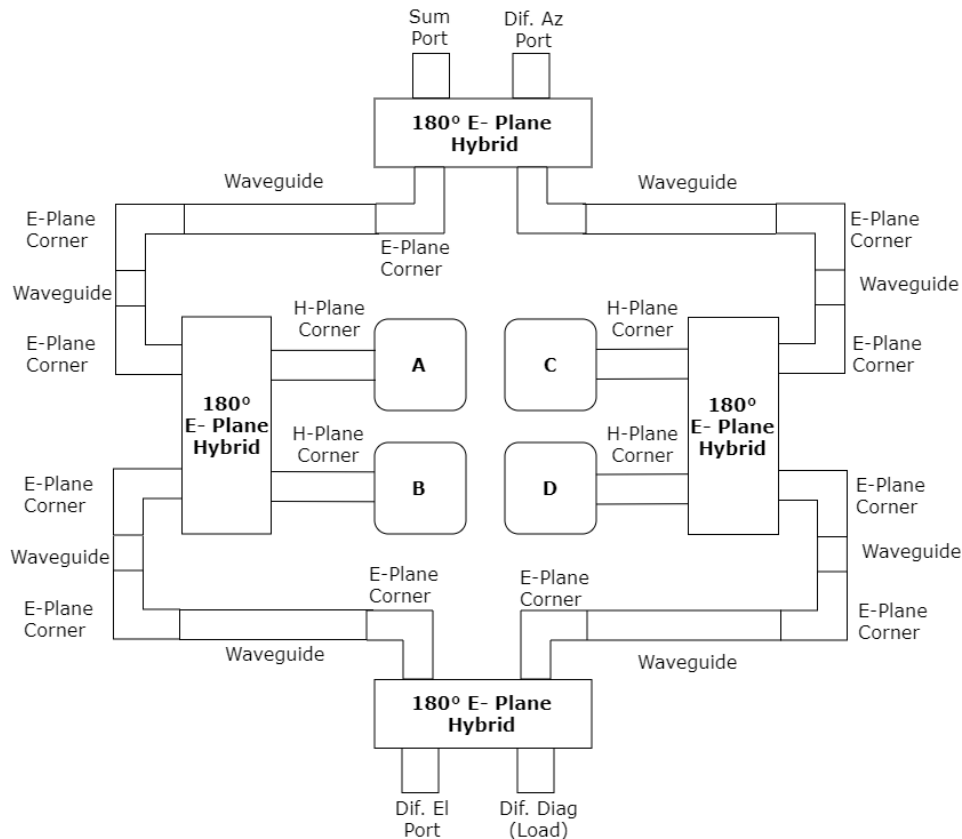 Sum
Port
Dif. Az
Port
180º E- Plane
Hybrid
Waveguide
Waveguide
E-Plane
Corner
E-Plane
Corner
E-Plane
Corner
Waveguide
Waveguide
H-Plane
Corner
H-Plane
Corner
E-Plane
Corner
E-Plane
Corner
A
C
180º
E- Plane
Hybrid
180º
E- Plane
Hybrid
H-Plane
Corner
H-Plane
Corner
E-Plane
Corner
E-Plane
Corner
B
D
Waveguide
Waveguide
E-Plane
Corner
E-Plane
Corner
E-Plane
Corner
E-Plane
Corner
Waveguide
Waveguide
180º E- Plane
Hybrid
Dif. El
Port
Dif. Diag
(Load)